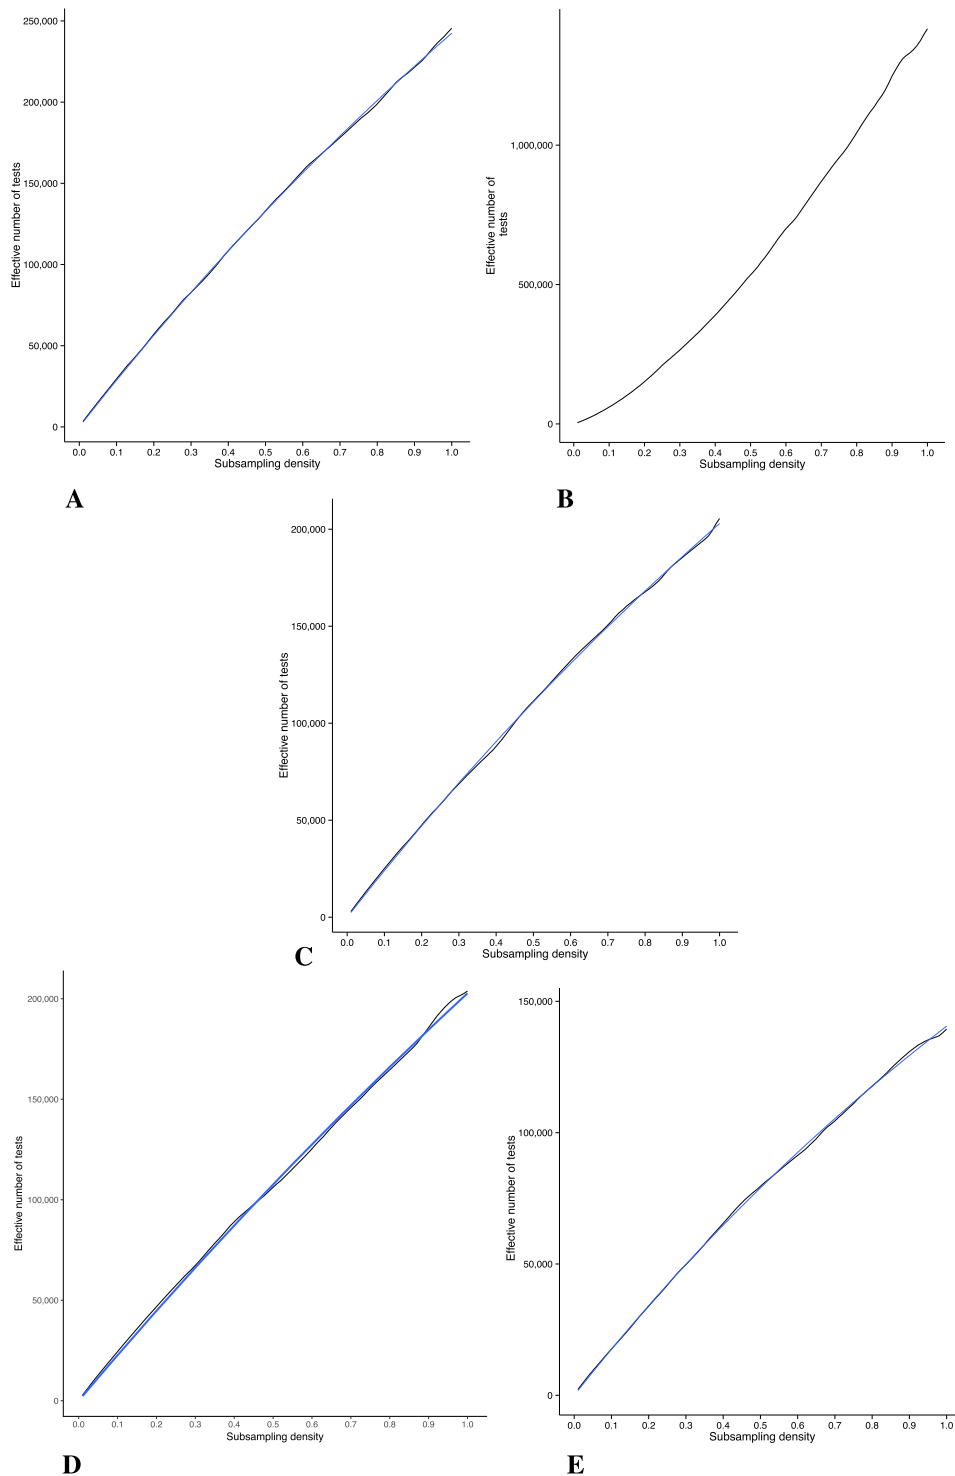 250,000
200,000
150,000
100,000
50,000
0
Effective number of tests
0.0 0.1 0.2 0.3 0.4 0.5 0.6 0.7 0.8 0.9 1.0
Subsampling density
A
1,000,000
500,000
0
Effective number of
tests
0.0 0.1 0.2 0.3 0.4 0.5 0.6 0.7 0.8 0.9 1.0
Subsampling density
B
200,000
150,000
100,000
50,000
0
Effective number of tests
0.0 0.1 0.2 0.3 0.4 0.5 0.6 0.7 0.8 0.9 1.0
Subsampling density
C
200,000
150,000
100,000
50,000
0
Effective number of tests
0.0 0.1 0.2 0.3 0.4 0.5 0.6 0.7 0.8 0.9 1.0
Subsampling density
D
150,000
100,000
50,000
0
Effective number of tests
0.0 0.1 0.2 0.3 0.4 0.5 0.6 0.7 0.8 0.9 1.0
Subsampling density
E